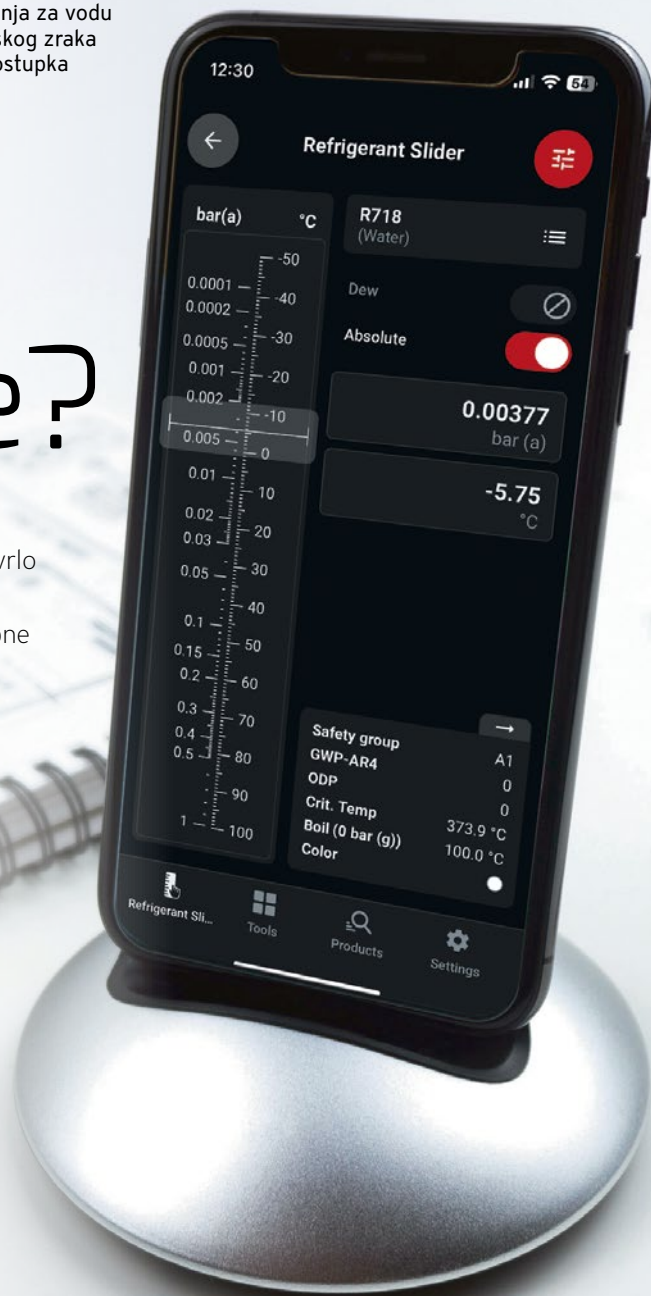 nja za vodu
skog zraka
ostupka
e?
vrlo
one
12:30
54
Refrigerant Slider
bar(a) °C
-50
0.0001
-40
0.0002
-30
0.0005
0.001
-20
0.002
-10
0.005
0
0.01
10
0.02
20
0.03
30
0.05
40
0.1
50
0.15
0.2
60
0.3
70
0.4
0.5
80
90
1
100
R718
(Water)
Dew
Absolute
0.00377
bar (a)
-5.75
°C
Safety group A1
GWP-AR4 0
ODP 0
Crit. Temp 373.9 °C
Boil (0 bar (g)) 100.0 °C
Color
Refrigerant Sli...
Tools
Products
Settings